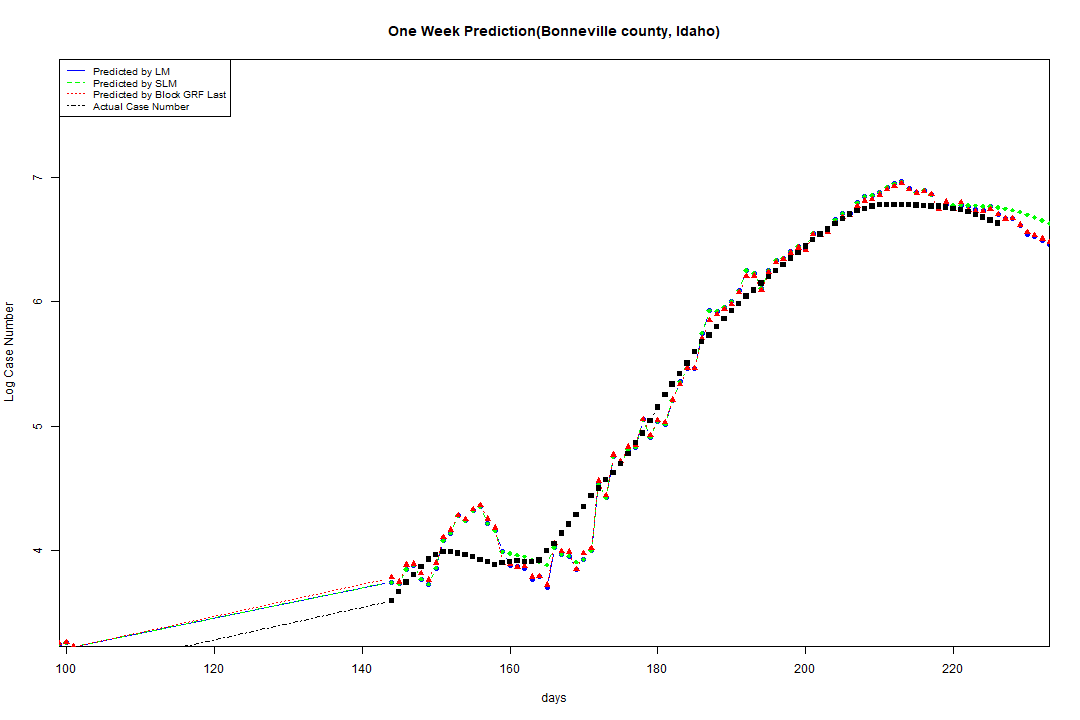 One Week Prediction(Bonneville county, Idaho)
Predicted by LM
Predicted by SLM
Predicted by Block GRF Last
Actual Case Number
7
6
5
4
Log Case Number
100 120 140 160 180 200 220
days